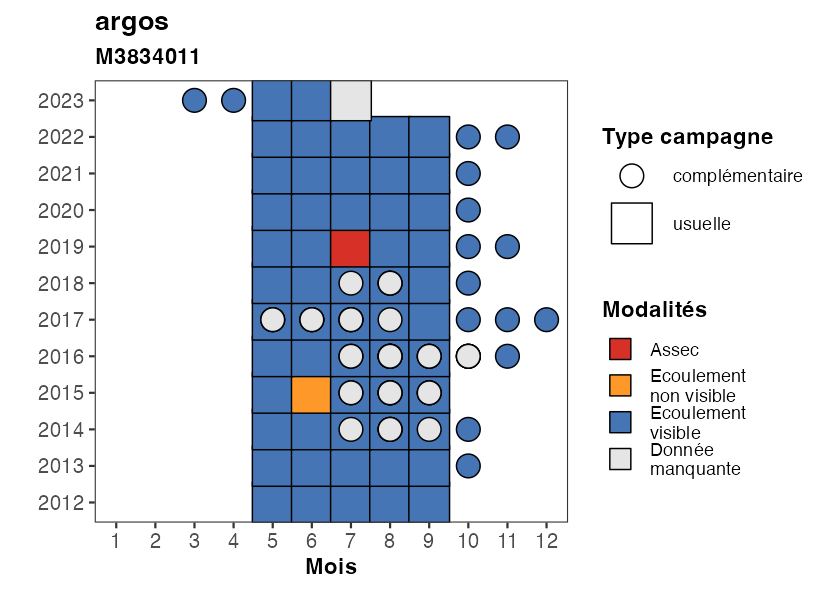 argos
M3834011
2023
2022
2021
2020
2019
2018
2017
2016
2015
2014
2013
2012
1 2 3 4 5 6 7 8 9 10 11 12
Mois
Type campagne
complémentaire
usuelle
Modalités
Assec
Ecoulement
non visible
Ecoulement
visible
Donnée
manquante